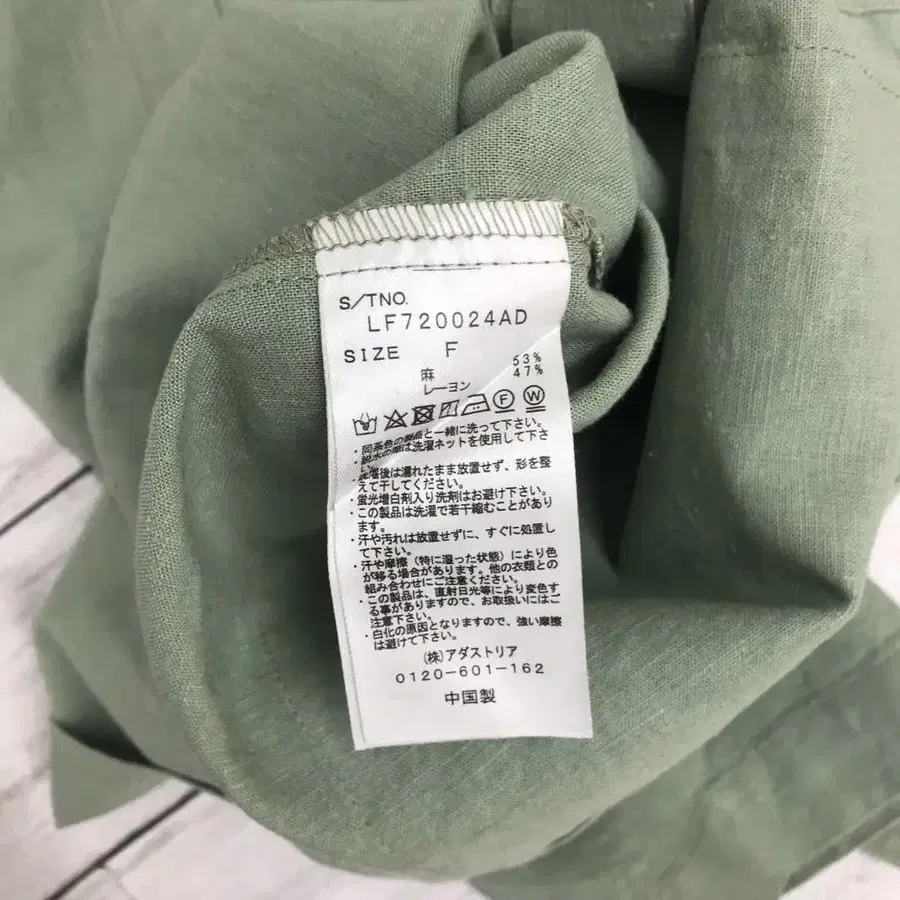 S/TNO.
LF720024AD
SIZE F
53%
麻 47%
レーヨン
F W
・同系色の製品と一緒に洗って下さい。
・脱水の際は洗濯ネットを使用して下さ
い。
・洗濯後は濡れたまま放置せず、形を整
えて干してください。
・蛍光増白剤入り洗剤はお避け下さい。
・この製品は洗濯で若干縮むことがあり
ます。
・汗や汚れは放置せずに、すぐに処置し
て下さい。
・汗や摩擦（特に湿った状態）により色
が移る場合があります。他の衣類との
組み合わせにご注意ください。
・この製品は、直射日光等により変色す
る事がありますので、お取扱いにはご
注意下さい。
・白化の原因となりますので、強い摩擦
は避けて下さい。
(株)アダストリア
0120-601-162
中国製